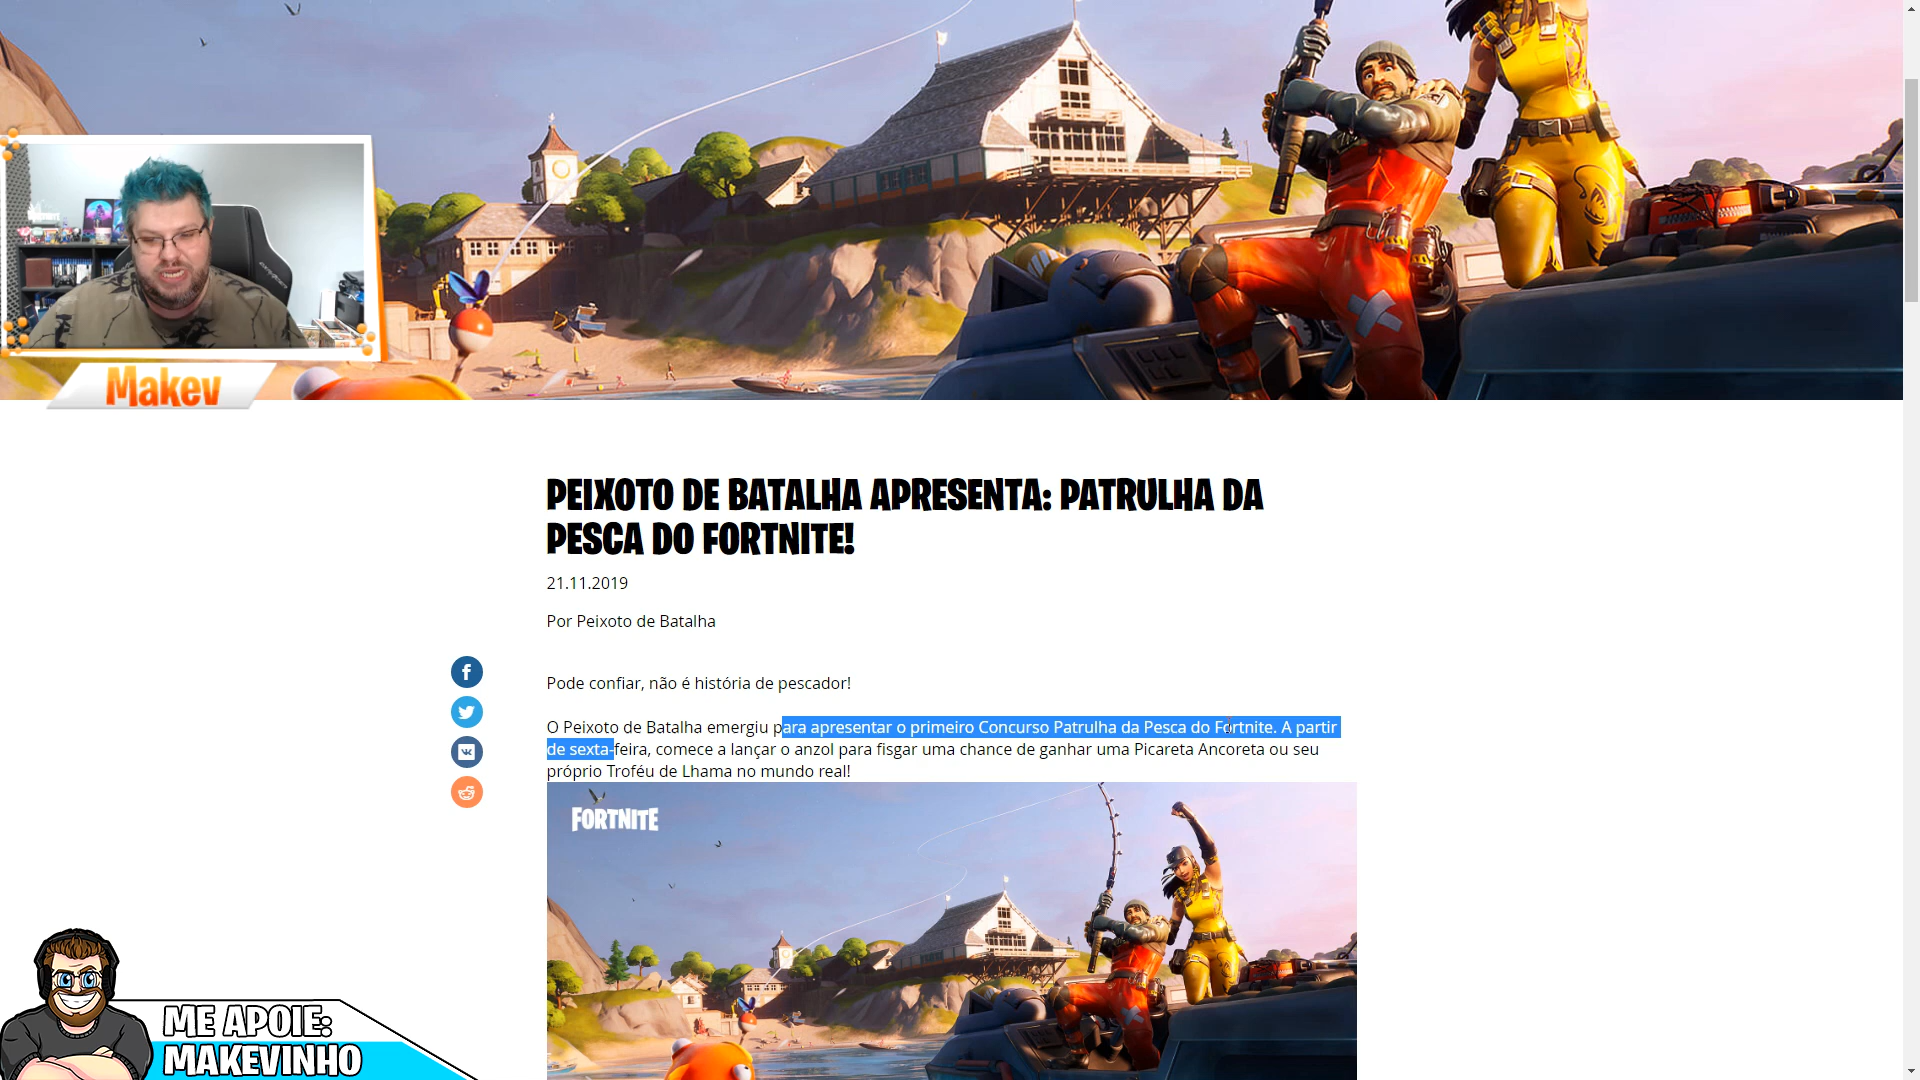 Makev
PEIXOTO DE BATALHA APRESENTA: PATRULHA DA
PESCA DO FORTNITE!
21.11.2019
Por Peixoto de Batalha
Pode confiar, não é história de pescador!
O Peixoto de Batalha emergiu para apresentar o primeiro Concurso Patrulha da Pesca do Fortnite. A partir
de sexta-feira, comece a lançar o anzol para fisgar uma chance de ganhar uma Picareta Ancoreta ou seu
próprio Troféu de Lhama no mundo real!
FORTNITE
ME APOIE:
MAKEVINHO